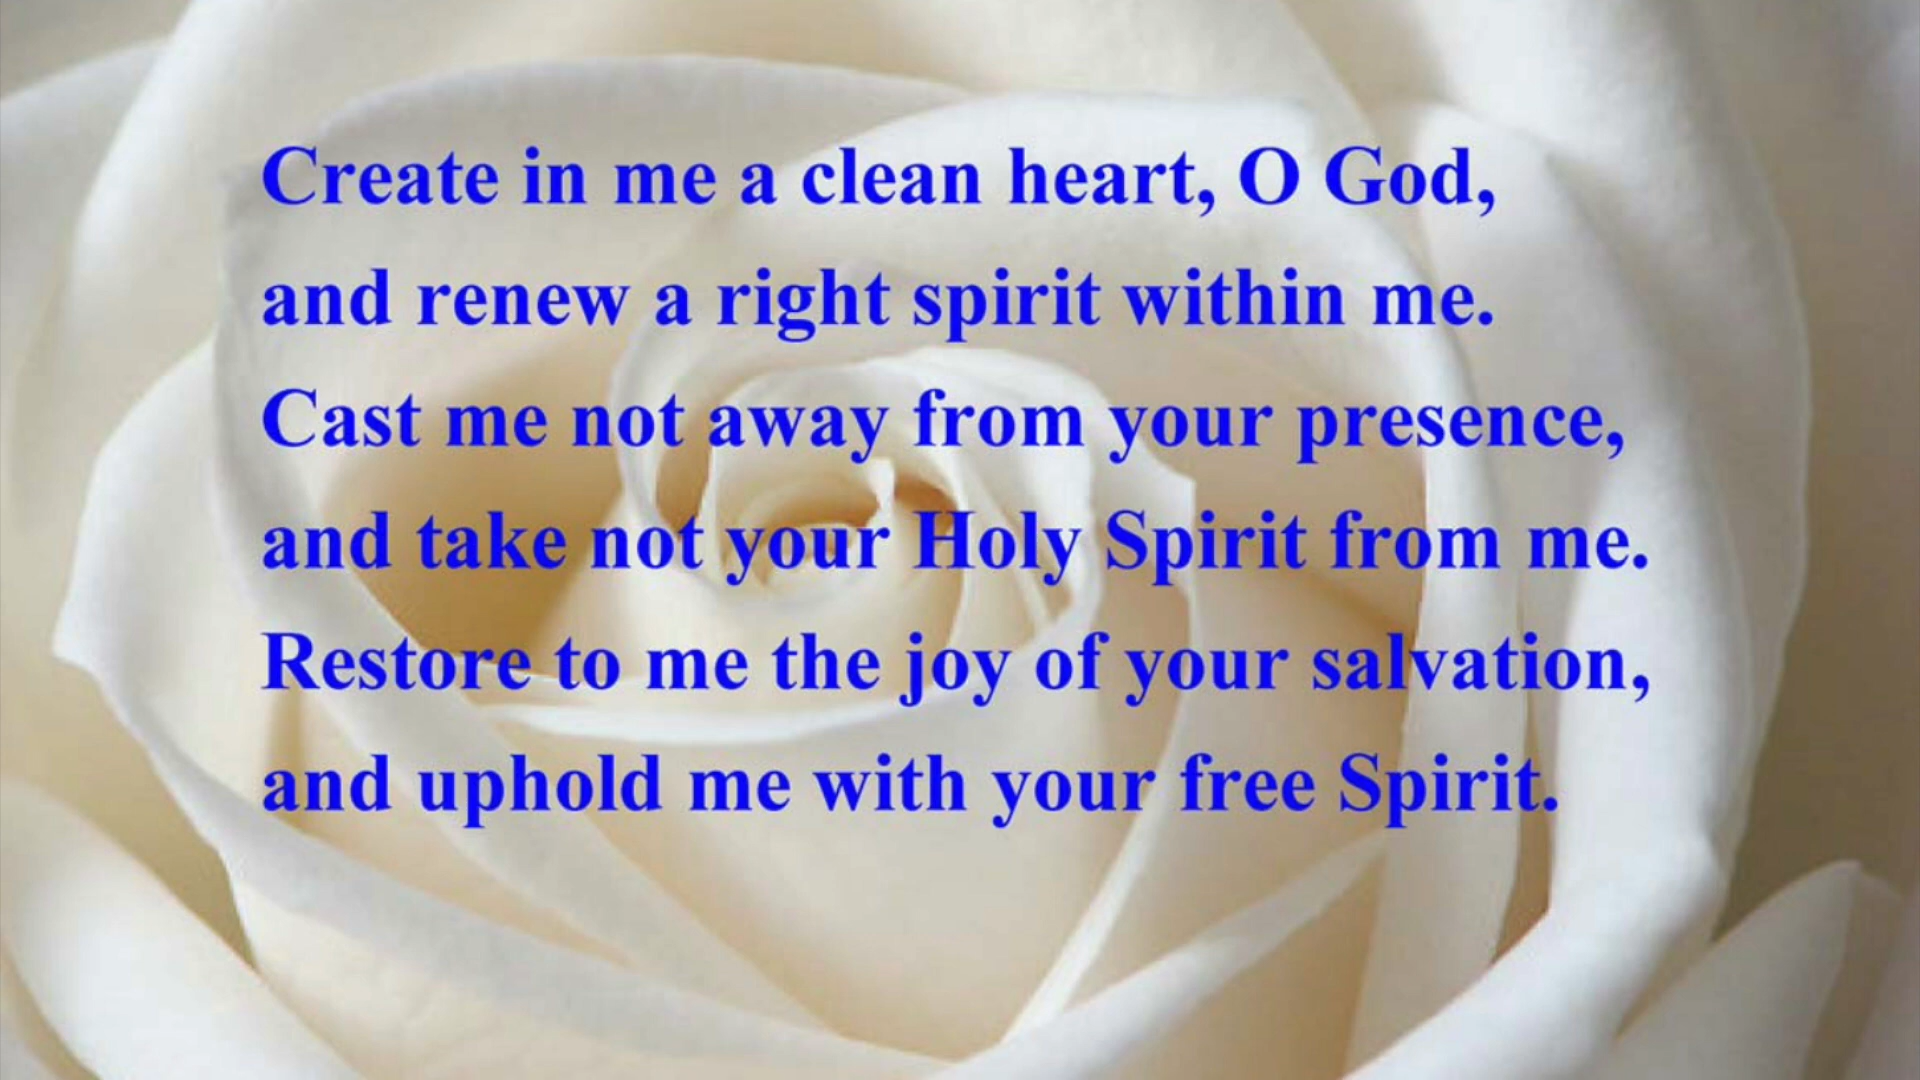 Create in me a clean heart, O God,
and renew a right spirit within me.
Cast me not away from your presence,
and take not your Holy Spirit from me.
Restore to me the joy of your salvation,
and uphold me with your free Spirit.